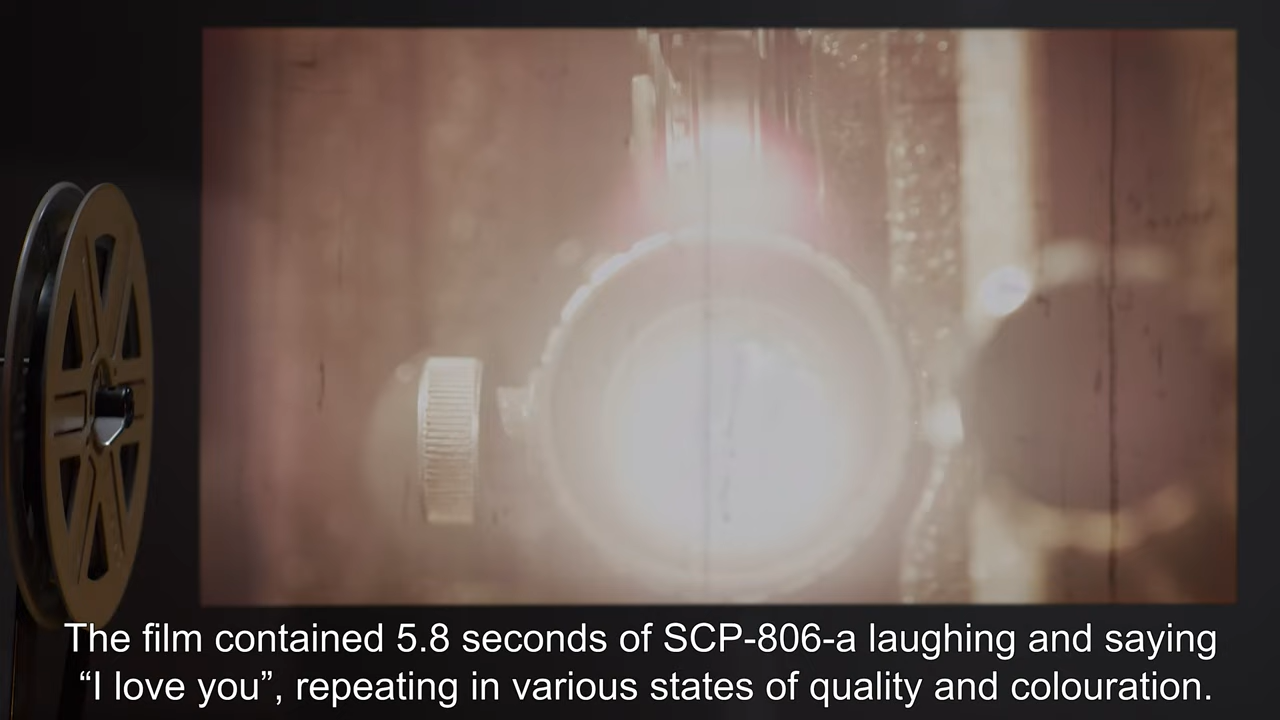 The film contained 5.8 seconds of SCP-806-a laughing and saying
“I love you”, repeating in various states of quality and colouration.